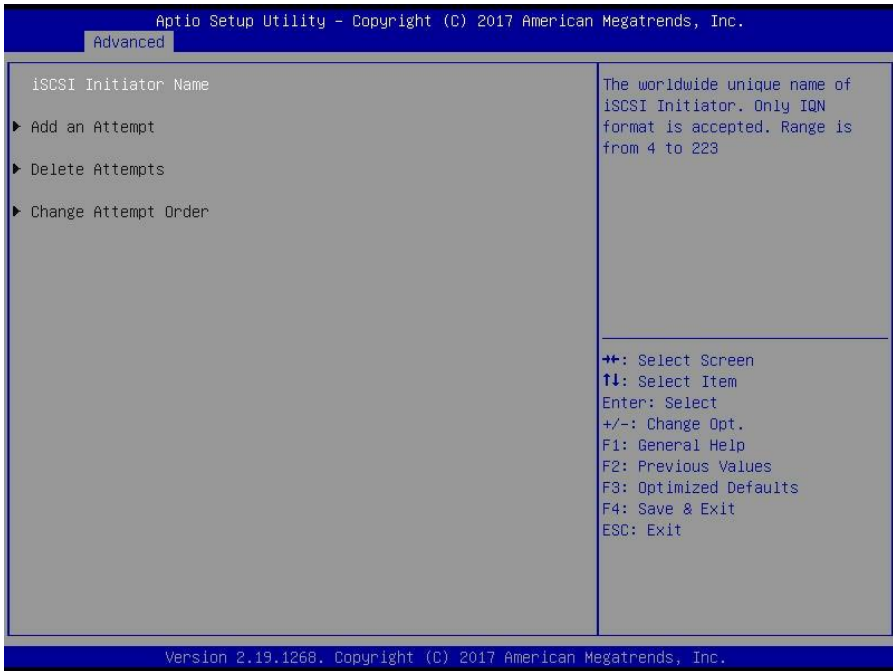 Aptio Setup Utility – Copyright (C) 2017 American Megatrends, Inc.
Advanced
iSCSI Initiator Name
▶ Add an Attempt
▶ Delete Attempts
▶ Change Attempt Order
The worldwide unique name of
iSCSI Initiator. Only IQN
format is accepted. Range is
from 4 to 223
→←: Select Screen
↑↓: Select Item
Enter: Select
+/-: Change Opt.
F1: General Help
F2: Previous Values
F3: Optimized Defaults
F4: Save & Exit
ESC: Exit
Version 2.19.1268. Copyright (C) 2017 American Megatrends, Inc.